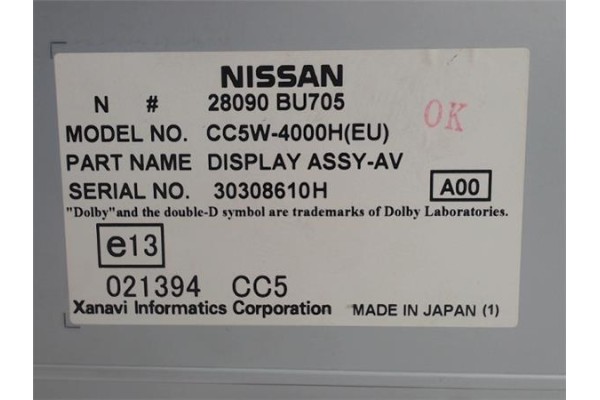 NISSAN
N # 28090 BU705
MODEL NO. CC5W-4000H(EU)
OK
PART NAME DISPLAY ASSY-AV
SERIAL NO. 30308610H A00
"Dolby"and the double-D symbol are trademarks of Dolby Laboratories.
e13
021394 CC5
Xanavi Informatics Corporation MADE IN JAPAN (1)